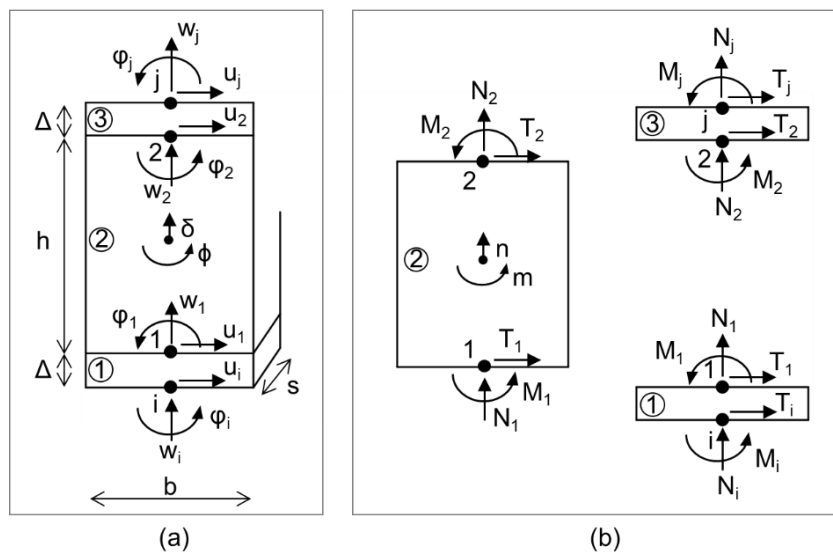 w_j
φ_j
j
u_j
N_j
M_j
T_j
Δ
③
u_2
N_2
M_2
T_2
③
j
T_2
2
φ_2
w_2
2
2
M_2
N_2
h
②
δ
ϕ
②
n
m
w_1
φ_1
1
u_1
1
T_1
M_1
N_1
N_1
M_1
1
T_1
Δ
①
u_i
s
①
T_i
i
φ_i
w_i
i
M_i
N_i
b
(a)
(b)